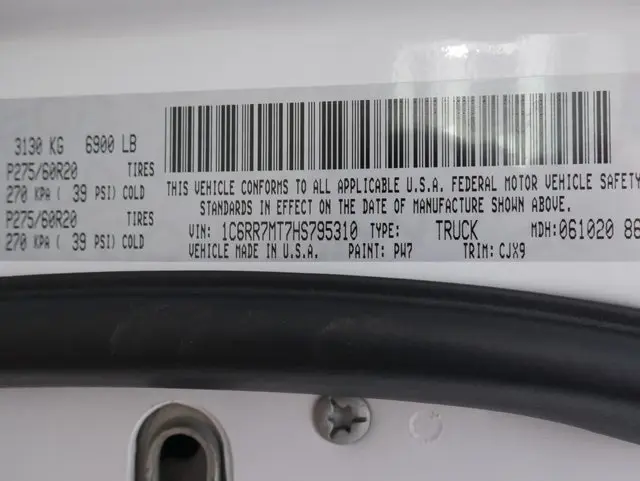 3130 KG 6900 LB
P275/60R20 TIRES
270 KPA ( 39 PSI) COLD
P275/60R20 TIRES
270 KPA ( 39 PSI) COLD
THIS VEHICLE CONFORMS TO ALL APPLICABLE U.S.A. FEDERAL MOTOR VEHICLE SAFETY
STANDARDS IN EFFECT ON THE DATE OF MANUFACTURE SHOWN ABOVE.
VIN: 1C6RR7MT7HS795310 TYPE: TRUCK MDH: 061020 86
VEHICLE MADE IN U.S.A. PAINT: PW7 TRIM: CJX9